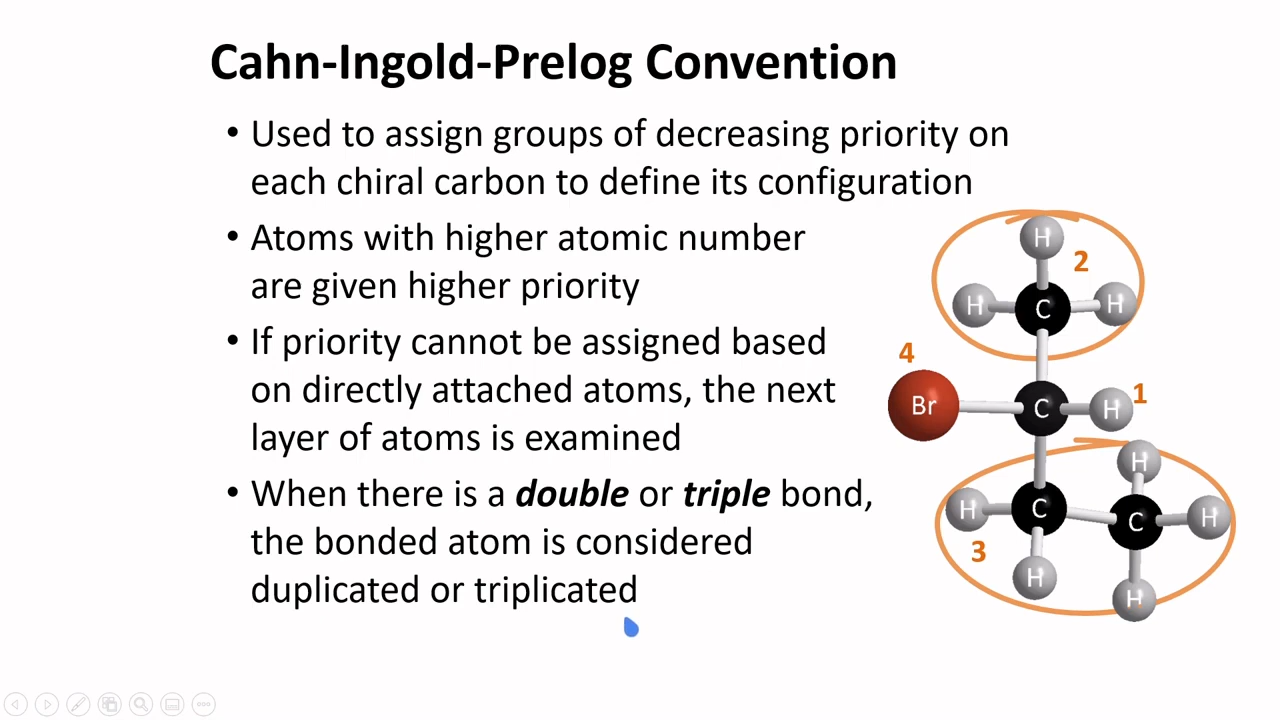 Cahn-Ingold-Prelog Convention
• Used to assign groups of decreasing priority on
each chiral carbon to define its configuration
• Atoms with higher atomic number
are given higher priority
• If priority cannot be assigned based
on directly attached atoms, the next
layer of atoms is examined
• When there is a double or triple bond,
the bonded atom is considered
duplicated or triplicated
H
2
H C H
4
Br C H 1
H
H C C H
3
H
H